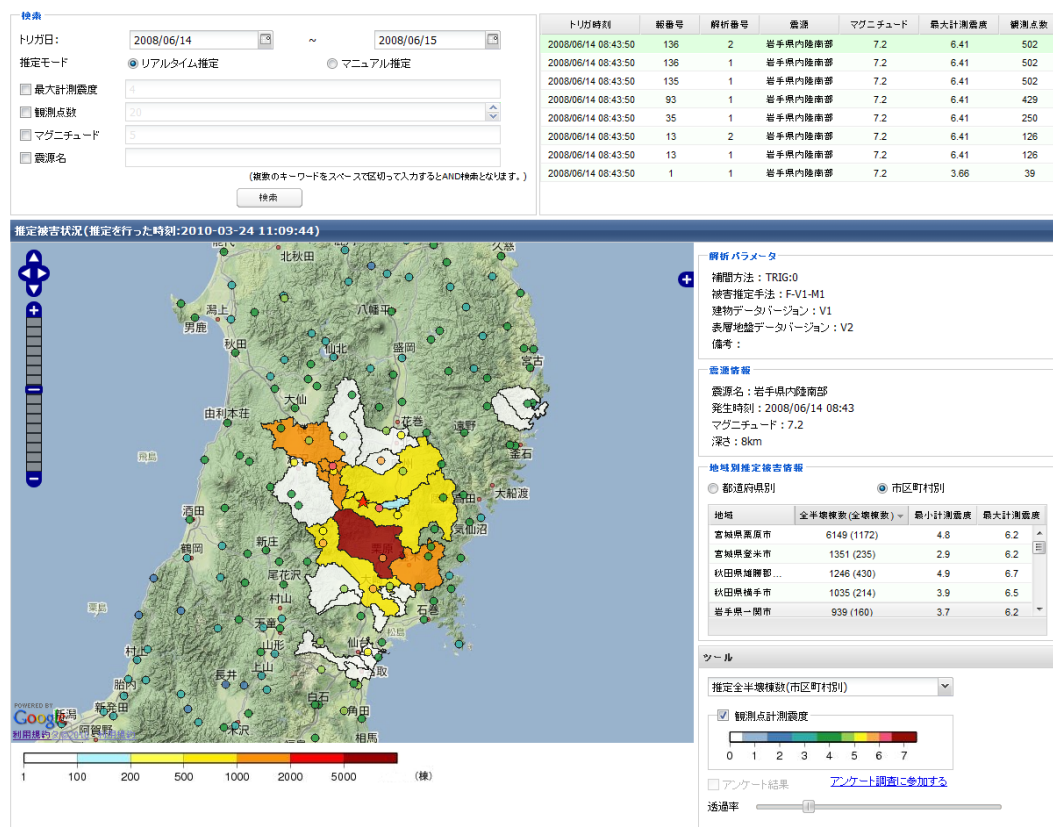 検索
トリガ日: 2008/06/14 ~ 2008/06/15
推定モード リアルタイム推定 マニュアル推定
最大計測震度 4
観測点数 20
マグニチュード 5
震源名
(複数のキーワードをスペースで区切って入力するとAND検索となります。)
検索
トリガ時刻 報番号 解析番号 震源 マグニチュード 最大計測震度 観測点数
2008/06/14 08:43:50 136 2 岩手県内陸南部 7.2 6.41 502
2008/06/14 08:43:50 136 1 岩手県内陸南部 7.2 6.41 502
2008/06/14 08:43:50 135 1 岩手県内陸南部 7.2 6.41 502
2008/06/14 08:43:50 93 1 岩手県内陸南部 7.2 6.41 429
2008/06/14 08:43:50 35 1 岩手県内陸南部 7.2 6.41 250
2008/06/14 08:43:50 13 2 岩手県内陸南部 7.2 6.41 126
2008/06/14 08:43:50 13 1 岩手県内陸南部 7.2 6.41 126
2008/06/14 08:43:50 1 1 岩手県内陸南部 7.2 3.66 39
推定被害状況(推定を行った時刻:2010-03-24 11:09:44)
能代
北秋田
久慈
潟上
男鹿
八幡平
秋田
仙北
盛岡
宮古
大仙
由利本荘
花巻
遠野
釜石
飛島
大船渡
酒田
気仙沼
鶴岡
新庄
栗原
尾花沢
粟島
村山
石巻
天童
松島
村上
山形
仙台
名取
長井
上山
胎内
白石
角田
新発田
新潟
阿賀野
米沢
相馬
POWERED BY
Google
利用規約
1 100 200 500 1000 2000 5000 (棟)
解析パラメータ
補間方法:TRIG:0
被害推定手法:F-V1-M1
建物データバージョン:V1
表層地盤データバージョン:V2
備考:
震源情報
震源名:岩手県内陸南部
発生時刻:2008/06/14 08:43
マグニチュード:7.2
深さ:8km
地域別推定被害情報
都道府県別 市区町村別
地域 全半壊棟数(全壊棟数) 最小計測震度 最大計測震度
宮城県栗原市 6149 (1172) 4.8 6.2
宮城県登米市 1351 (235) 2.9 6.2
秋田県雄勝郡... 1246 (430) 4.9 6.7
秋田県横手市 1035 (214) 3.9 6.5
岩手県一関市 939 (160) 3.7 6.2
ツール
推定全半壊棟数(市区町村別)
観測点計測震度
0 1 2 3 4 5 6 7
アンケート結果 アンケート調査に参加する
透過率